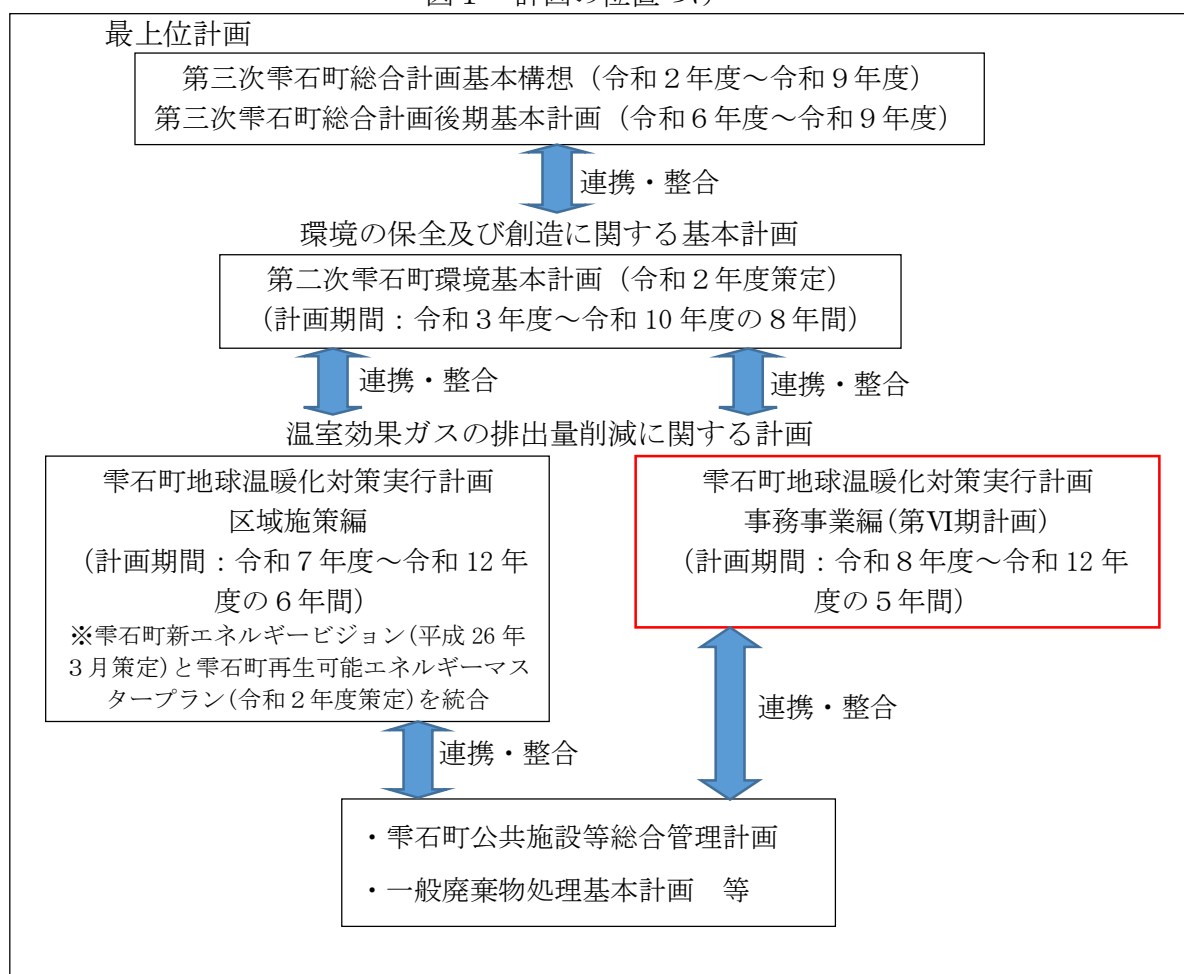 最上位計画
第三次雫石町総合計画基本構想（令和２年度～令和９年度）
第三次雫石町総合計画後期基本計画（令和６年度～令和９年度）
連携・整合
環境の保全及び創造に関する基本計画
第二次雫石町環境基本計画（令和２年度策定）
（計画期間：令和３年度～令和 10 年度の８年間）
連携・整合
連携・整合
温室効果ガスの排出量削減に関する計画
雫石町地球温暖化対策実行計画
区域施策編
（計画期間：令和７年度～令和 12 年
度の６年間）
※雫石町新エネルギービジョン(平成 26 年
３月策定)と雫石町再生可能エネルギーマス
タープラン(令和２年度策定)を統合
雫石町地球温暖化対策実行計画
事務事業編(第Ⅵ期計画)
（計画期間：令和８年度～令和 12 年
度の５年間）
連携・整合
連携・整合
・雫石町公共施設等総合管理計画
・一般廃棄物処理基本計画　等